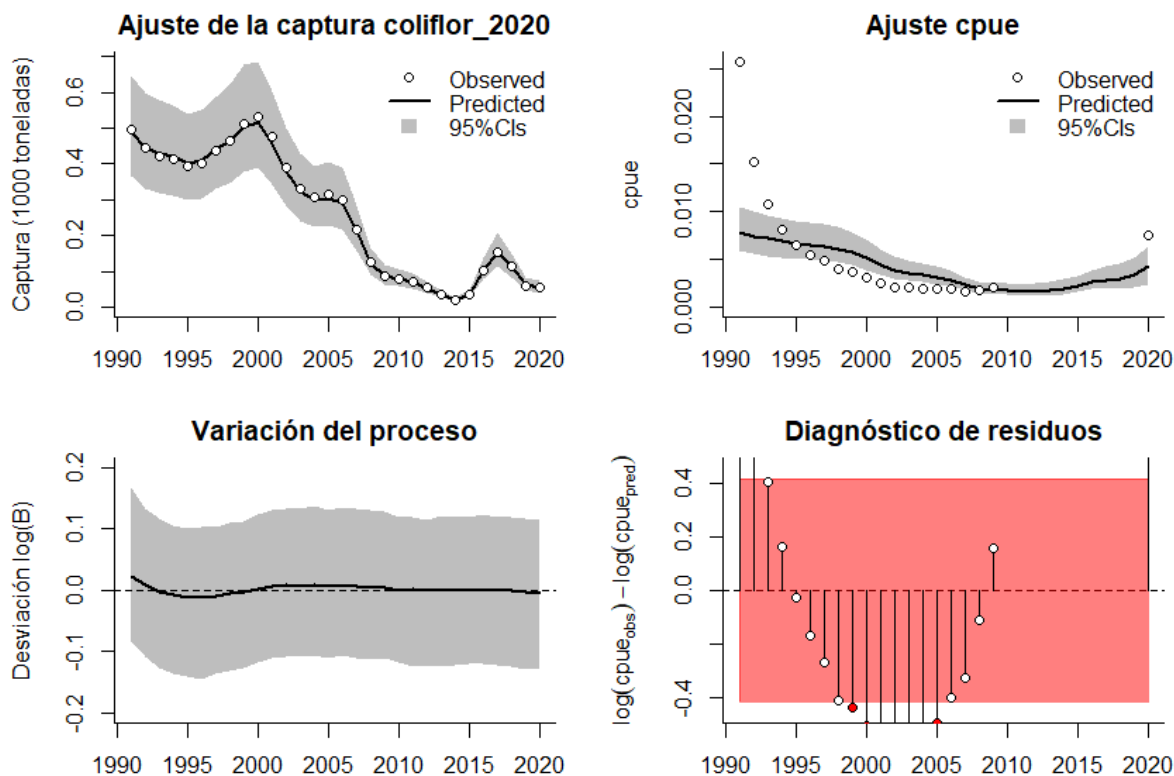 Ajuste de la captura coliflor_2020
Captura (1000 toneladas)
0.0 0.2 0.4 0.6
Observed
Predicted
95%CIs
1990 1995 2000 2005 2010 2015 2020
Ajuste cpue
cpue
0.000 0.010 0.020
Observed
Predicted
95%CIs
1990 1995 2000 2005 2010 2015 2020
Variación del proceso
Desviación log(B)
-0.2 -0.1 0.0 0.1 0.2
1990 1995 2000 2005 2010 2015 2020
Diagnóstico de residuos
log(cpue_obs) − log(cpue_pred)
-0.4 0.0 0.2 0.4
1990 1995 2000 2005 2010 2015 2020